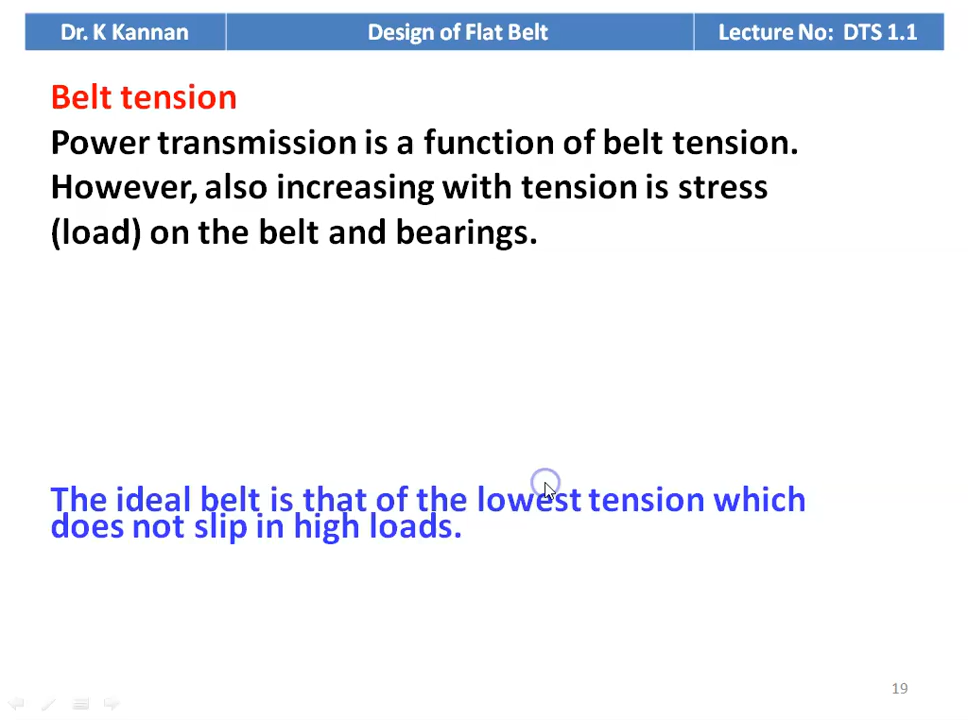 Dr. K Kannan
Design of Flat Belt
Lecture No: DTS 1.1
Belt tension
Power transmission is a function of belt tension.
However, also increasing with tension is stress
(load) on the belt and bearings.
The ideal belt is that of the lowest tension which
does not slip in high loads.
19